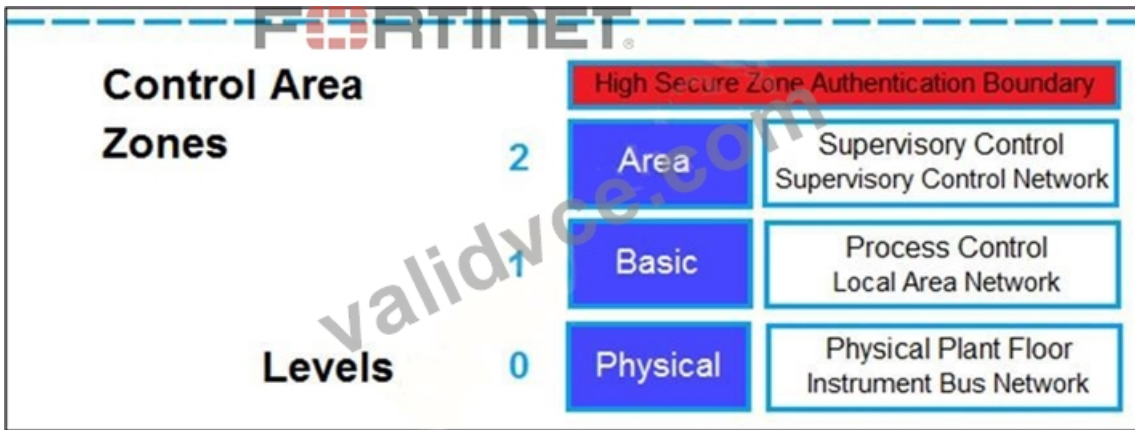 FORTINET®
Control Area
Zones
High Secure Zone Authentication Boundary
2
Area
Supervisory Control
Supervisory Control Network
1
Basic
Process Control
Local Area Network
Levels
0
Physical
Physical Plant Floor
Instrument Bus Network
validvce.com